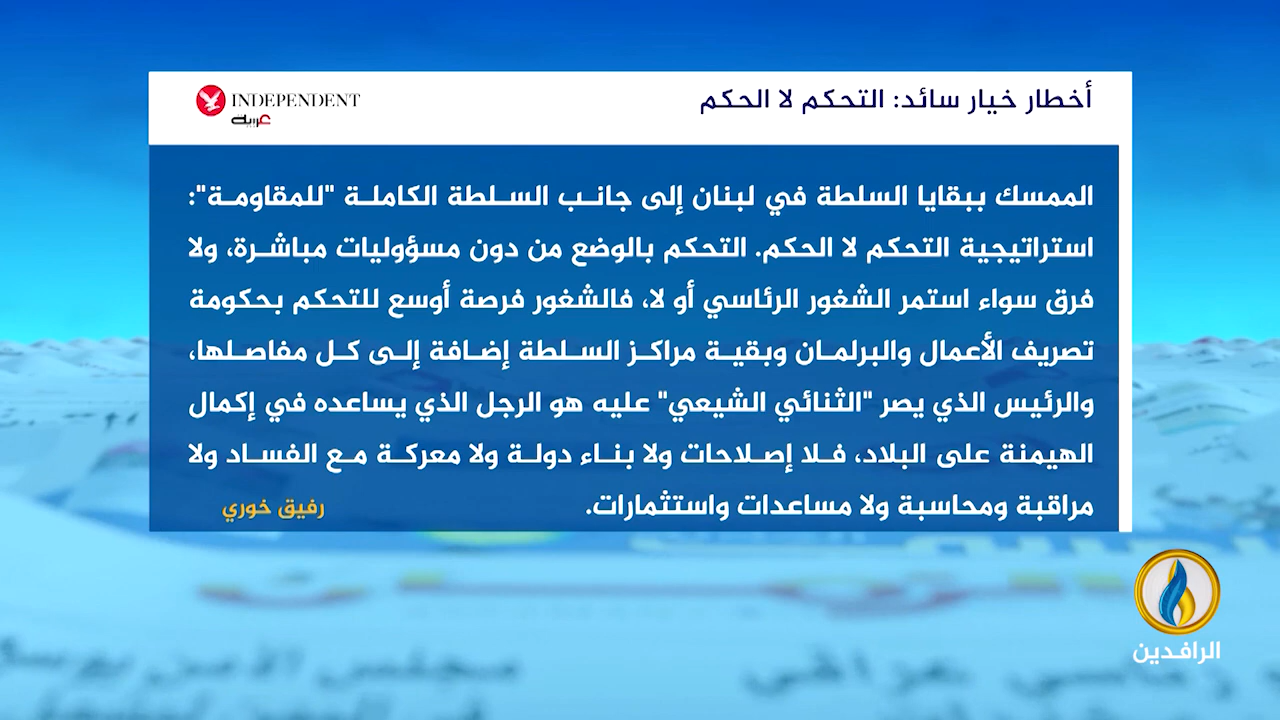 أخطار خيار سائد: التحكم لا الحكم
INDEPENDENT
عربية
الممسك ببقايا السلطة في لبنان إلى جانب السلطة الكاملة "للمقاومة":
استراتيجية التحكم لا الحكم. التحكم بالوضع من دون مسؤوليات مباشرة، ولا
فرق سواء استمر الشغور الرئاسي أو لا، فالشغور فرصة أوسع للتحكم بحكومة
تصريف الأعمال والبرلمان وبقية مراكز السلطة إضافة إلى كل مفاصلها،
والرئيس الذي يصر "الثنائي الشيعي" عليه هو الرجل الذي يساعده في إكمال
الهيمنة على البلاد، فلا إصلاحات ولا بناء دولة ولا معركة مع الفساد ولا
مراقبة ومحاسبة ولا مساعدات واستثمارات.
رفيق خوري
الرافدين
مجلس الأمن